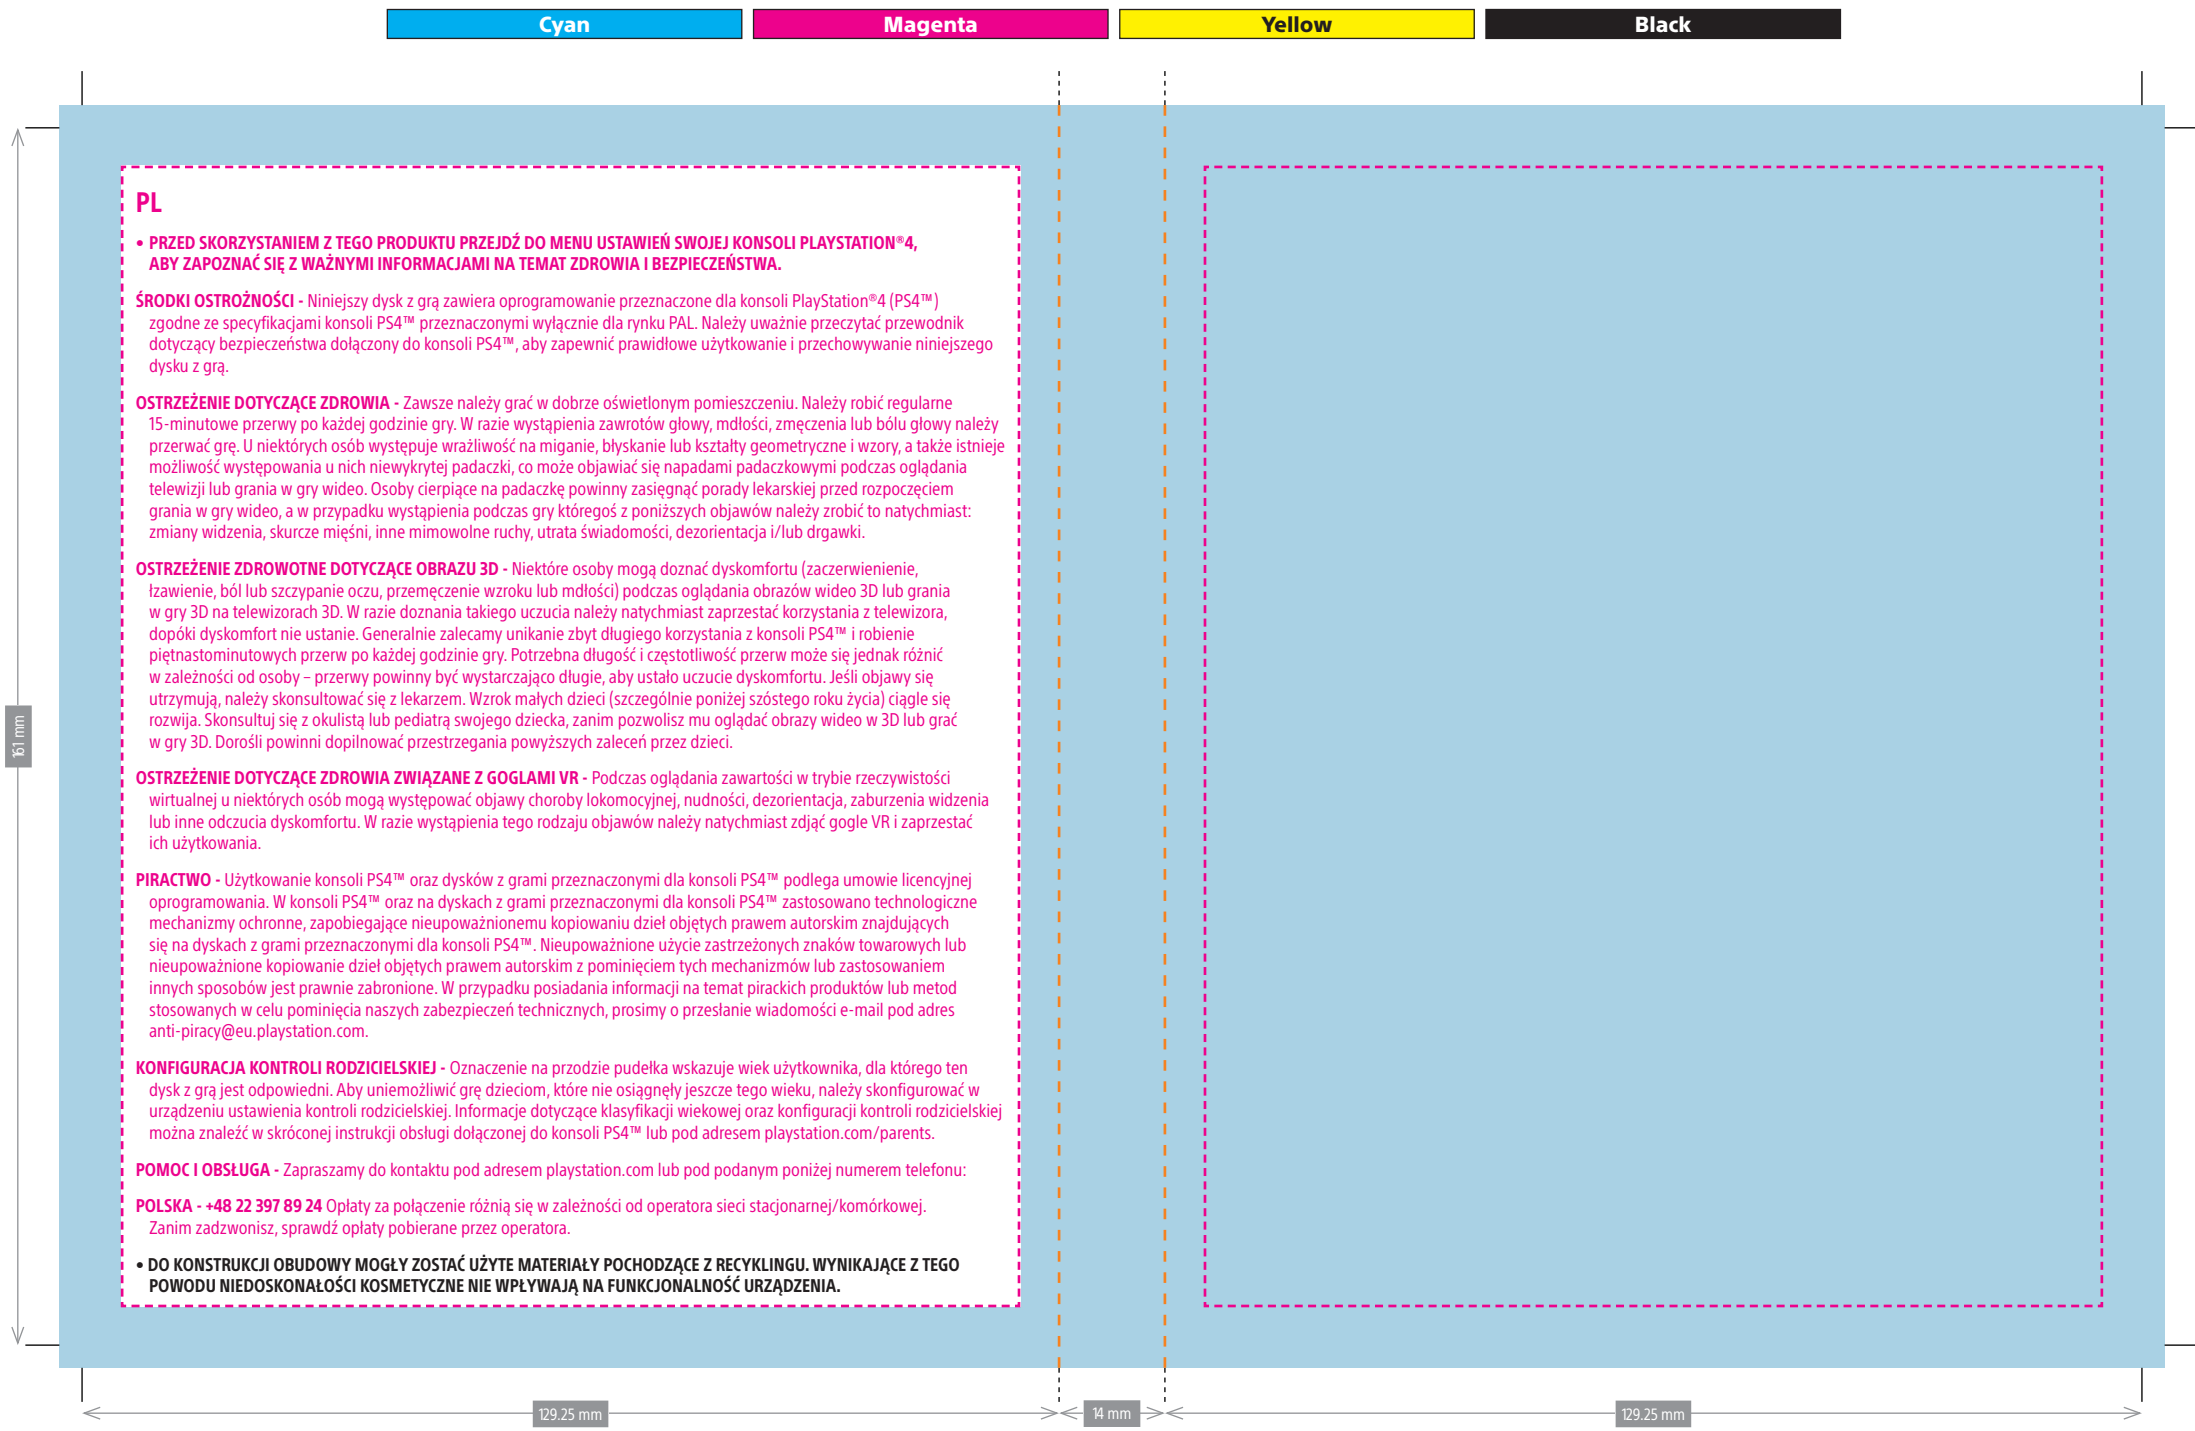 Cyan
Magenta
Yellow
Black
PL
• PRZED SKORZYSTANIEM Z TEGO PRODUKTU PRZEJDŹ DO MENU USTAWIEŃ SWOJEJ KONSOLI PLAYSTATION®4,
ABY ZAPOZNAĆ SIĘ Z WAŻNYMI INFORMACJAMI NA TEMAT ZDROWIA I BEZPIECZEŃSTWA.
ŚRODKI OSTROŻNOŚCI - Niniejszy dysk z grą zawiera oprogramowanie przeznaczone dla konsoli PlayStation®4 (PS4™)
zgodne ze specyfikacjami konsoli PS4™ przeznaczonymi wyłącznie dla rynku PAL. Należy uważnie przeczytać przewodnik
dotyczący bezpieczeństwa dołączony do konsoli PS4™, aby zapewnić prawidłowe użytkowanie i przechowywanie niniejszego
dysku z grą.
OSTRZEŻENIE DOTYCZĄCE ZDROWIA - Zawsze należy grać w dobrze oświetlonym pomieszczeniu. Należy robić regularne
15-minutowe przerwy po każdej godzinie gry. W razie wystąpienia zawrotów głowy, mdłości, zmęczenia lub bólu głowy należy
przerwać grę. U niektórych osób występuje wrażliwość na miganie, błyskanie lub kształty geometryczne i wzory, a także istnieje
możliwość występowania u nich niewykrytej padaczki, co może objawiać się napadami padaczkowymi podczas oglądania
telewizji lub grania w gry wideo. Osoby cierpiące na padaczkę powinny zasięgnąć porady lekarskiej przed rozpoczęciem
grania w gry wideo, a w przypadku wystąpienia podczas gry któregoś z poniższych objawów należy zrobić to natychmiast:
zmiany widzenia, skurcze mięśni, inne mimowolne ruchy, utrata świadomości, dezorientacja i/lub drgawki.
OSTRZEŻENIE ZDROWOTNE DOTYCZĄCE OBRAZU 3D - Niektóre osoby mogą doznać dyskomfortu (zaczerwienienie,
łzawienie, ból lub szczypanie oczu, przemęczenie wzroku lub mdłości) podczas oglądania obrazów wideo 3D lub grania
w gry 3D na telewizorach 3D. W razie doznania takiego uczucia należy natychmiast zaprzestać korzystania z telewizora,
dopóki dyskomfort nie ustanie. Generalnie zalecamy unikanie zbyt długiego korzystania z konsoli PS4™ i robienie
piętnastominutowych przerw po każdej godzinie gry. Potrzebna długość i częstotliwość przerw może się jednak różnić
w zależności od osoby – przerwy powinny być wystarczająco długie, aby ustało uczucie dyskomfortu. Jeśli objawy się
utrzymują, należy skonsultować się z lekarzem. Wzrok małych dzieci (szczególnie poniżej szóstego roku życia) ciągle się
rozwija. Skonsultuj się z okulistą lub pediatrą swojego dziecka, zanim pozwolisz mu oglądać obrazy wideo w 3D lub grać
w gry 3D. Dorośli powinni dopilnować przestrzegania powyższych zaleceń przez dzieci.
OSTRZEŻENIE DOTYCZĄCE ZDROWIA ZWIĄZANE Z GOGLAMI VR - Podczas oglądania zawartości w trybie rzeczywistości
wirtualnej u niektórych osób mogą występować objawy choroby lokomocyjnej, nudności, dezorientacja, zaburzenia widzenia
lub inne odczucia dyskomfortu. W razie wystąpienia tego rodzaju objawów należy natychmiast zdjąć gogle VR i zaprzestać
ich użytkowania.
PIRACTWO - Użytkowanie konsoli PS4™ oraz dysków z grami przeznaczonymi dla konsoli PS4™ podlega umowie licencyjnej
oprogramowania. W konsoli PS4™ oraz na dyskach z grami przeznaczonymi dla konsoli PS4™ zastosowano technologiczne
mechanizmy ochronne, zapobiegające nieupoważnionemu kopiowaniu dzieł objętych prawem autorskim znajdujących
się na dyskach z grami przeznaczonymi dla konsoli PS4™. Nieupoważnione użycie zastrzeżonych znaków towarowych lub
nieupoważnione kopiowanie dzieł objętych prawem autorskim z pominięciem tych mechanizmów lub zastosowaniem
innych sposobów jest prawnie zabronione. W przypadku posiadania informacji na temat pirackich produktów lub metod
stosowanych w celu pominięcia naszych zabezpieczeń technicznych, prosimy o przesłanie wiadomości e-mail pod adres
anti-piracy@eu.playstation.com.
KONFIGURACJA KONTROLI RODZICIELSKIEJ - Oznaczenie na przodzie pudełka wskazuje wiek użytkownika, dla którego ten
dysk z grą jest odpowiedni. Aby uniemożliwić grę dzieciom, które nie osiągnęły jeszcze tego wieku, należy skonfigurować w
urządzeniu ustawienia kontroli rodzicielskiej. Informacje dotyczące klasyfikacji wiekowej oraz konfiguracji kontroli rodzicielskiej
można znaleźć w skróconej instrukcji obsługi dołączonej do konsoli PS4™ lub pod adresem playstation.com/parents.
POMOC I OBSŁUGA - Zapraszamy do kontaktu pod adresem playstation.com lub pod podanym poniżej numerem telefonu:
POLSKA - +48 22 397 89 24 Opłaty za połączenie różnią się w zależności od operatora sieci stacjonarnej/komórkowej.
Zanim zadzwonisz, sprawdź opłaty pobierane przez operatora.
• DO KONSTRUKCJI OBUDOWY MOGŁY ZOSTAĆ UŻYTE MATERIAŁY POCHODZĄCE Z RECYKLINGU. WYNIKAJĄCE Z TEGO
POWODU NIEDOSKONAŁOŚCI KOSMETYCZNE NIE WPŁYWAJĄ NA FUNKCJONALNOŚĆ URZĄDZENIA.
161 mm
129.25 mm
14 mm
129.25 mm